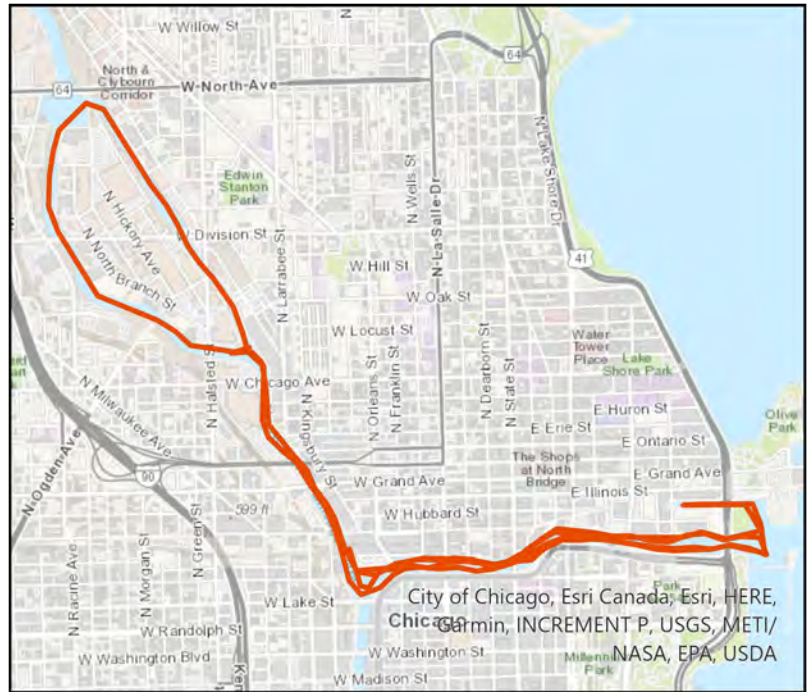 W Willow St
N
64
North &
Clybourn
Corridor
W-North-Ave
64
N Lake Shore Dr
Edwin
Stanton
Park
N Wells St
N-La-Salle-Dr
N Hickory Ave
W Division St
41
N North Branch St
N Larrabee St
W Hill St
W Oak St
W Locust St
Water
Tower
Place
Lake
Shore Park
N Halsted St
W Chicago Ave
N Orleans St
N Franklin St
N Dearborn St
N State St
N Milwaukee Ave
N Kingsbury St
E Huron St
Olive
Park
E Erie St
E Ontario St
The Shops
at North
Bridge
E Grand Ave
N-Ogden-Ave
90
W Grand Ave
E Illinois St
N Racine Ave
N Morgan St
N Green St
599 ft
W Hubbard St
W Lake St
City of Chicago, Esri Canada, Esri, HERE,
Garmin, INCREMENT P, USGS, METI/
NASA, EPA, USDA
Chicago
Park
W Randolph St
W Washington Blvd
W Washington St
Millenn
W Madison St
Ken